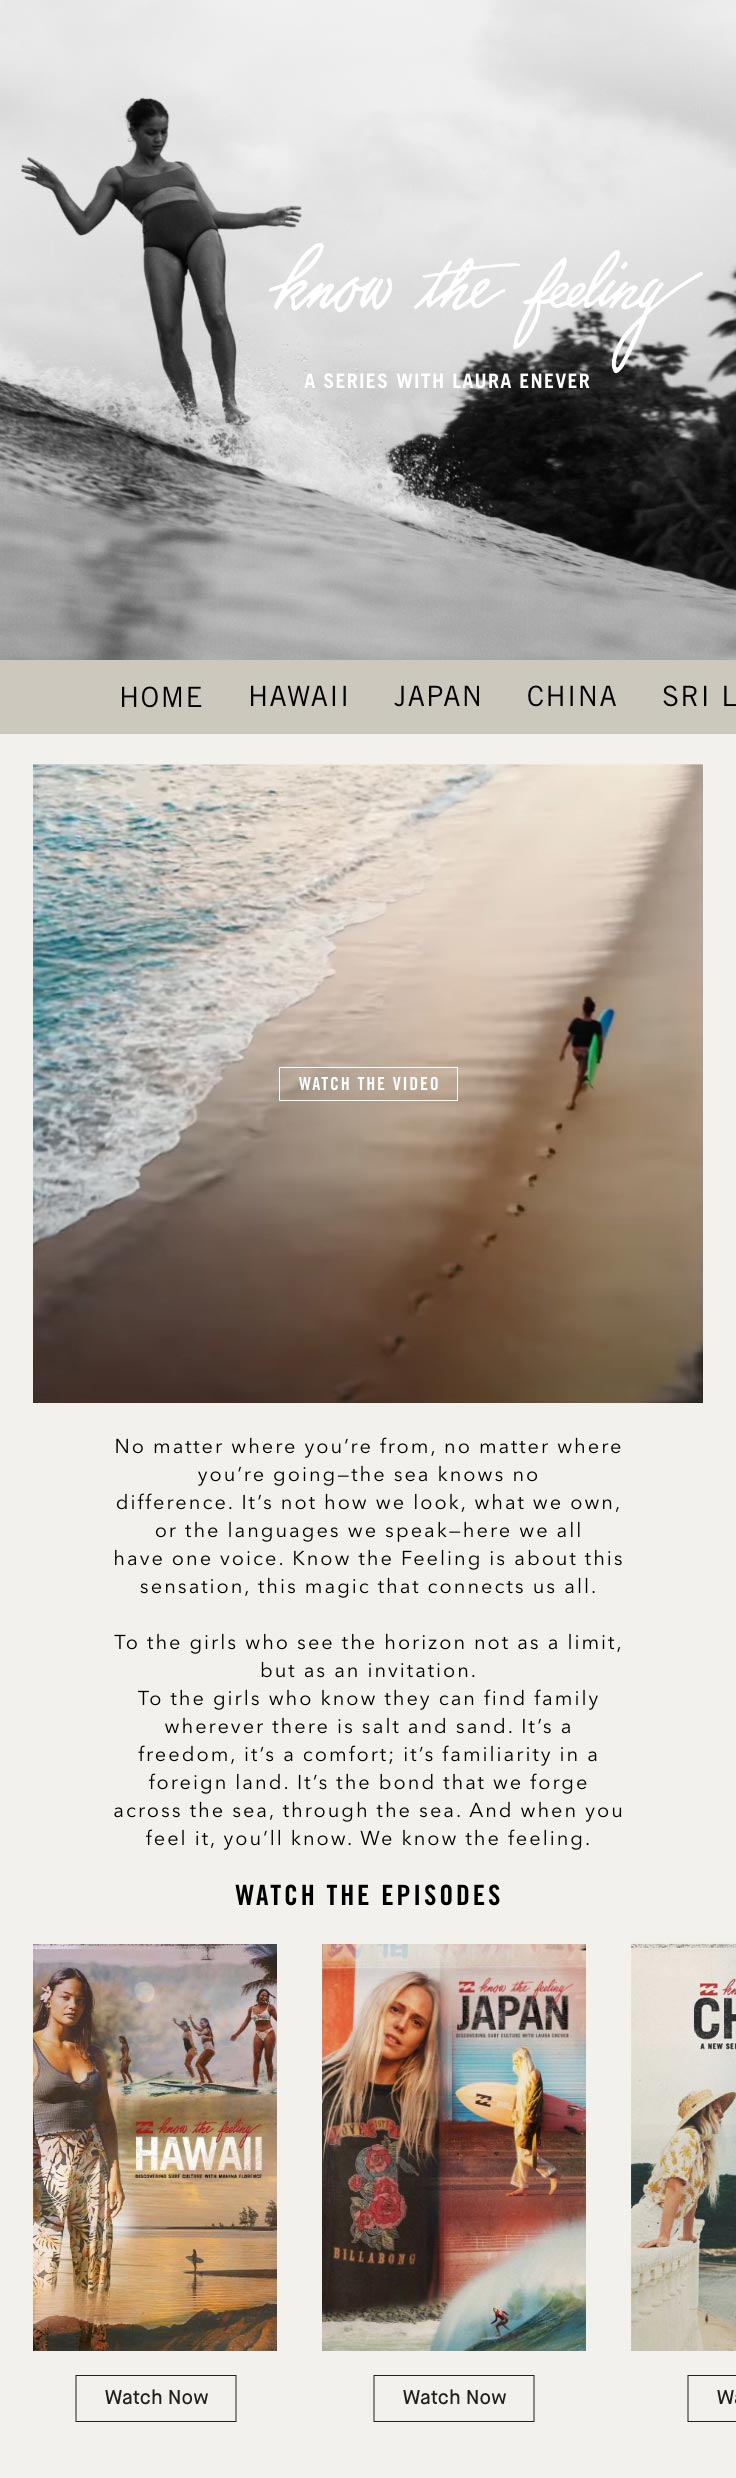 know the feeling
A SERIES WITH LAURA ENEVER
HOME HAWAII JAPAN CHINA SRI L
WATCH THE VIDEO
No matter where you’re from, no matter where
you’re going–the sea knows no
difference. It’s not how we look, what we own,
or the languages we speak–here we all
have one voice. Know the Feeling is about this
sensation, this magic that connects us all.
To the girls who see the horizon not as a limit,
but as an invitation.
To the girls who know they can find family
wherever there is salt and sand. It’s a
freedom, it’s a comfort; it’s familiarity in a
foreign land. It’s the bond that we forge
across the sea, through the sea. And when you
feel it, you’ll know. We know the feeling.
WATCH THE EPISODES
know the feeling
HAWAII
DISCOVERING SURF CULTURE WITH MAHINA FLORENCE
know the feeling
JAPAN
DISCOVERING SURF CULTURE WITH LAURA ENEVER
BILLABONG
kn
CH
A NEW SE
Watch Now
Watch Now
Wa